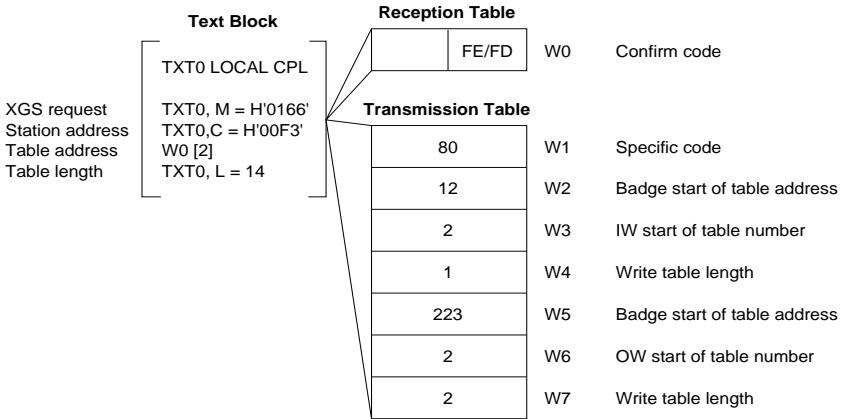 Text Block
TXT0 LOCAL CPL
XGS request TXT0, M = H'0166'
Station address TXT0,C = H'00F3'
Table address W0 [2]
Table length TXT0, L = 14
Reception Table
FE/FD W0 Confirm code
Transmission Table
80 W1 Specific code
12 W2 Badge start of table address
2 W3 IW start of table number
1 W4 Write table length
223 W5 Badge start of table address
2 W6 OW start of table number
2 W7 Write table length